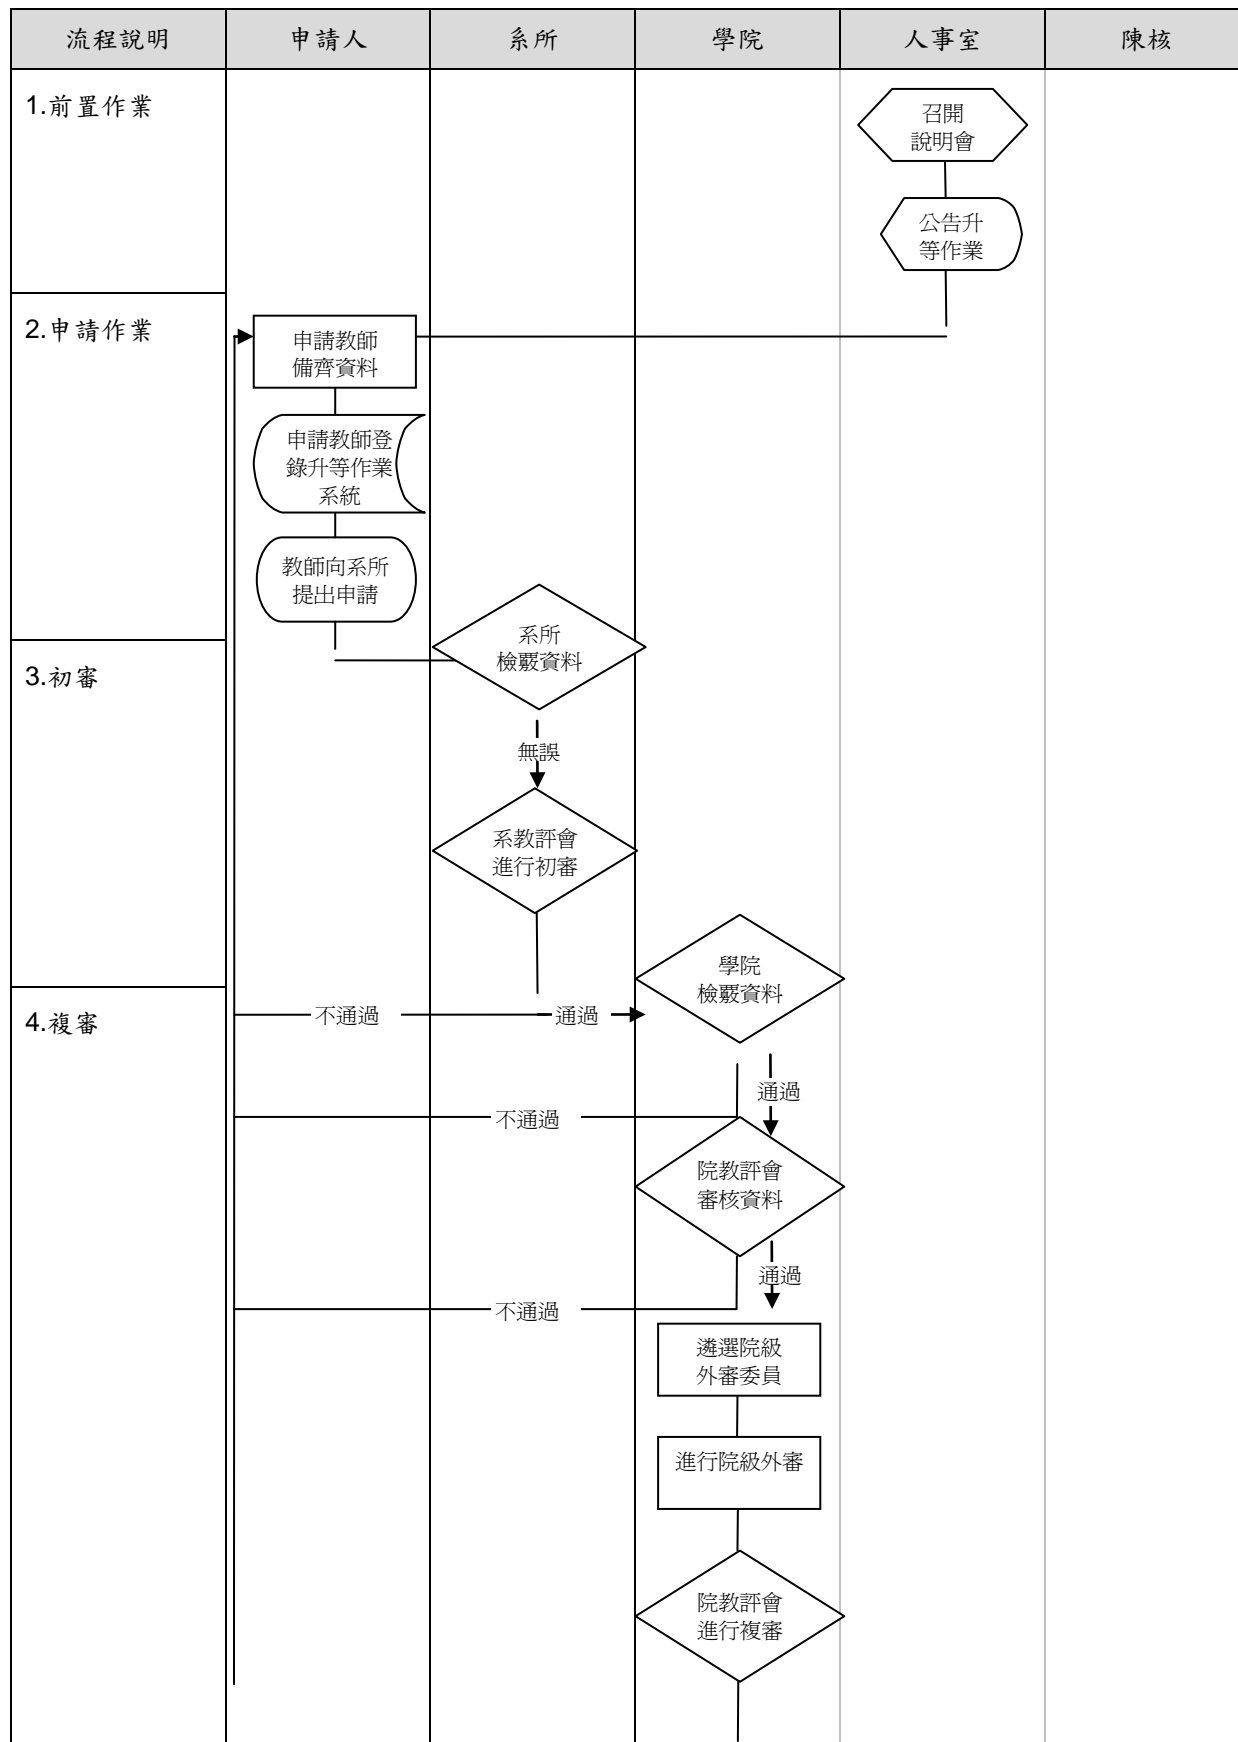 流程說明 申請人 系所 學院 人事室 陳核
1.前置作業
召開
說明會
公告升
等作業
2.申請作業
申請教師
備齊資料
申請教師登
錄升等作業
系統
教師向系所
提出申請
系所
檢覈資料
3.初審
無誤
系教評會
進行初審
學院
檢覈資料
4.複審
不通過
通過
通過
不通過
院教評會
審核資料
通過
不通過
遴選院級
外審委員
進行院級外審
院教評會
進行複審